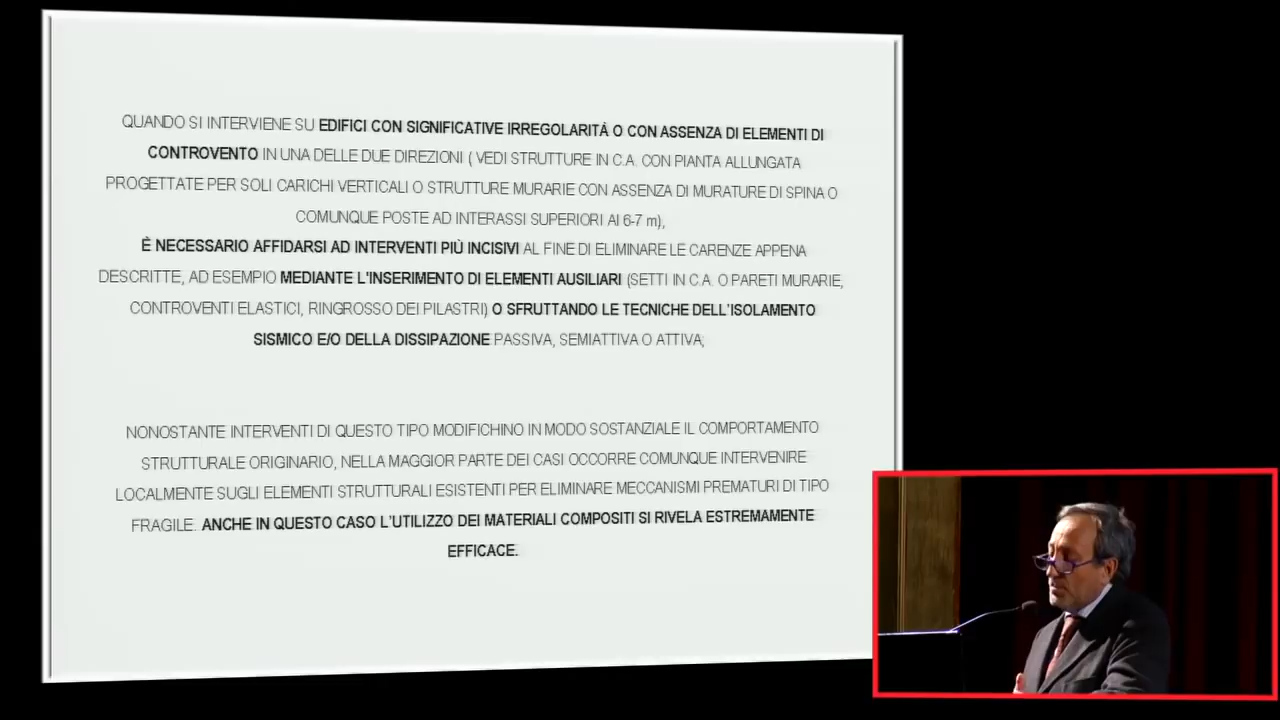 QUANDO SI INTERVIENE SU EDIFICI CON SIGNIFICATIVE IRREGOLARITÀ O CON ASSENZA DI ELEMENTI DI
CONTROVENTO IN UNA DELLE DUE DIREZIONI ( VEDI STRUTTURE IN C.A. CON PIANTA ALLUNGATA
PROGETTATE PER SOLI CARICHI VERTICALI O STRUTTURE MURARIE CON ASSENZA DI MURATURE DI SPINA O
COMUNQUE POSTE AD INTERASSI SUPERIORI AI 6-7 m),
È NECESSARIO AFFIDARSI AD INTERVENTI PIÙ INCISIVI AL FINE DI ELIMINARE LE CARENZE APPENA
DESCRITTE, AD ESEMPIO MEDIANTE L'INSERIMENTO DI ELEMENTI AUSILIARI (SETTI IN C.A. O PARETI MURARIE,
CONTROVENTI ELASTICI, RINGROSSO DEI PILASTRI) O SFRUTTANDO LE TECNICHE DELL'ISOLAMENTO
SISMICO E/O DELLA DISSIPAZIONE PASSIVA, SEMIATTIVA O ATTIVA;
NONOSTANTE INTERVENTI DI QUESTO TIPO MODIFICHINO IN MODO SOSTANZIALE IL COMPORTAMENTO
STRUTTURALE ORIGINARIO, NELLA MAGGIOR PARTE DEI CASI OCCORRE COMUNQUE INTERVENIRE
LOCALMENTE SUGLI ELEMENTI STRUTTURALI ESISTENTI PER ELIMINARE MECCANISMI PREMATURI DI TIPO
FRAGILE. ANCHE IN QUESTO CASO L'UTILIZZO DEI MATERIALI COMPOSITI SI RIVELA ESTREMAMENTE
EFFICACE.